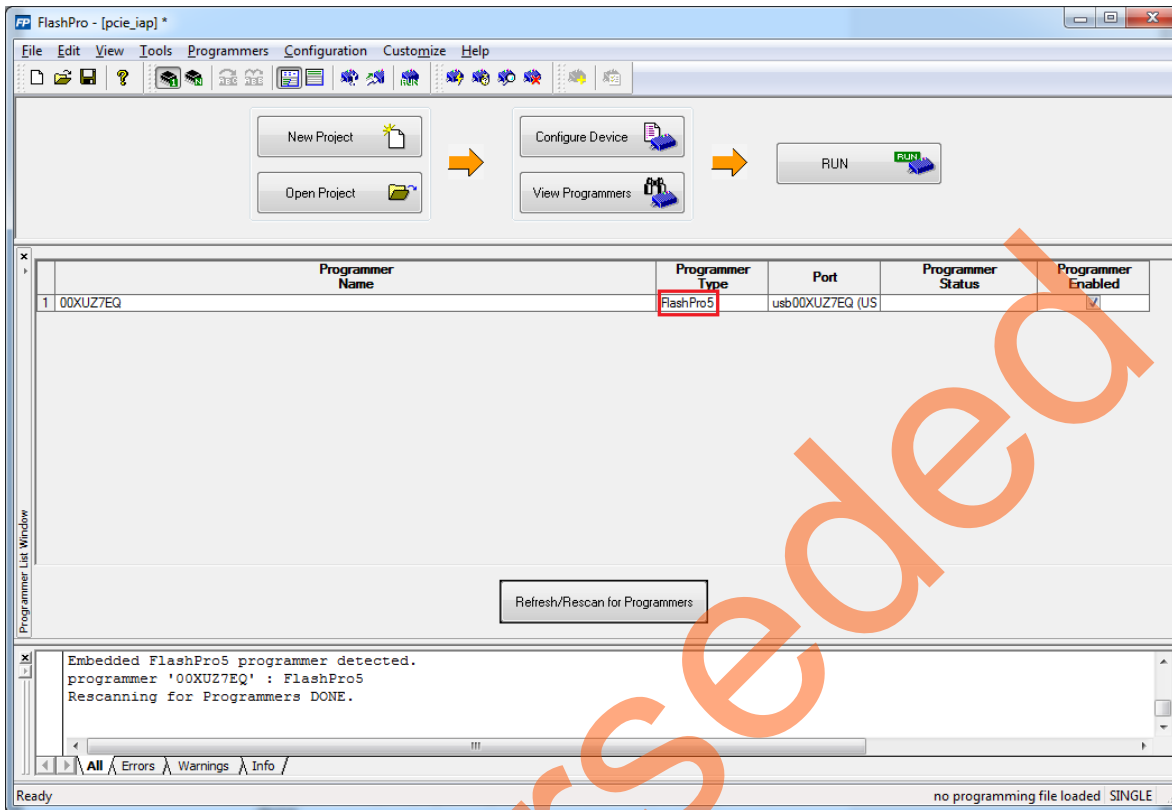 FP FlashPro - [pcie_iap] *
File Edit View Tools Programmers Configuration Customize Help
New Project
Configure Device
RUN
RUN
Open Project
View Programmers
Programmer Name
Programmer Type
Port
Programmer Status
Programmer Enabled
1 00XUZ7EQ FlashPro5 usb00XUZ7EQ (US
Programmer List Window
Refresh/Rescan for Programmers
Embedded FlashPro5 programmer detected.
programmer '00XUZ7EQ' : FlashPro5
Rescanning for Programmers DONE.
All Errors Warnings Info
Ready no programming file loaded SINGLE
rseded